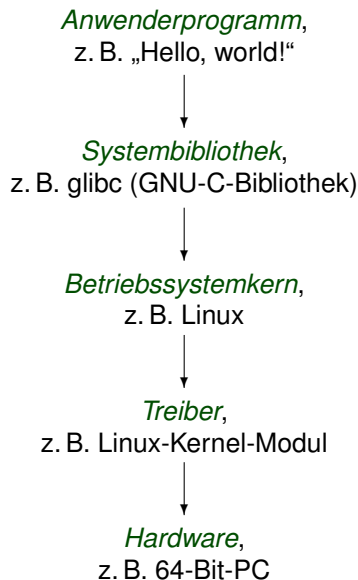 Anwenderprogramm,
z. B. „Hello, world!“
Systembibliothek,
z. B. glibc (GNU-C-Bibliothek)
Betriebssystemkern,
z. B. Linux
Treiber,
z. B. Linux-Kernel-Modul
Hardware,
z. B. 64-Bit-PC